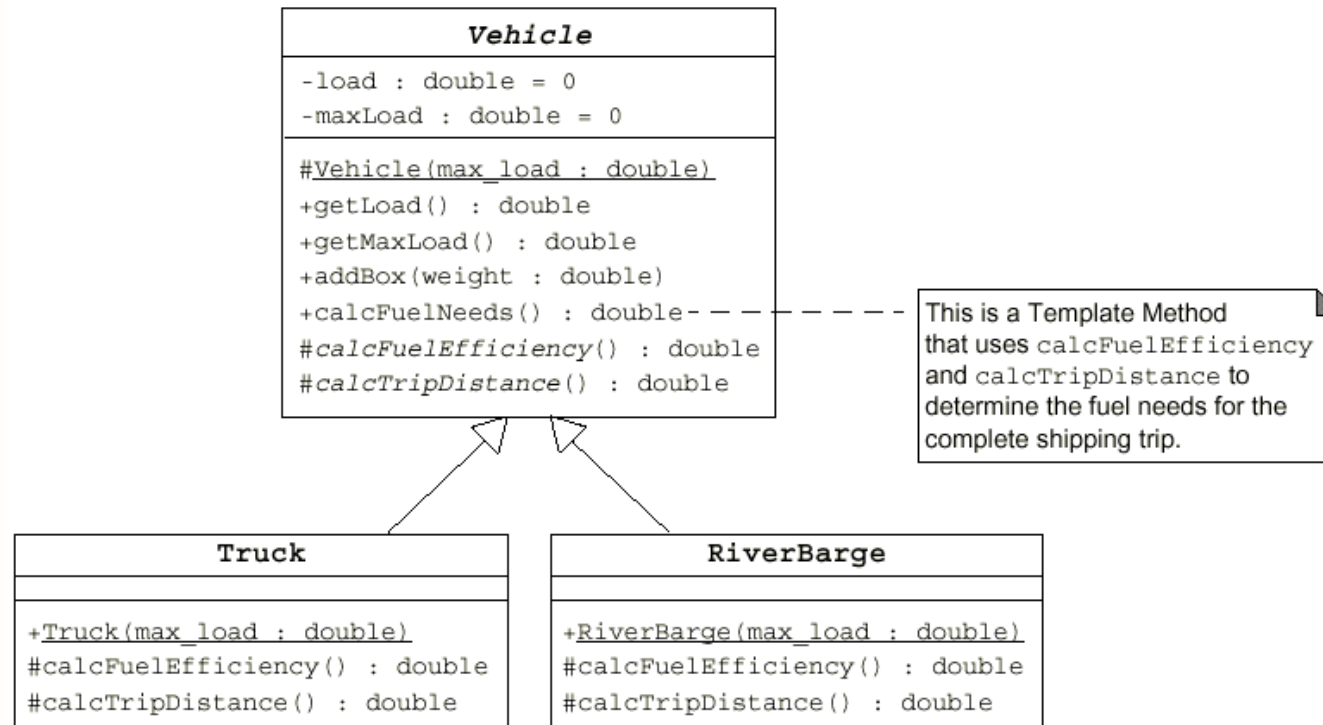 Vehicle
-load : double = 0
-maxLoad : double = 0
#Vehicle(max_load : double)
+getLoad() : double
+getMaxLoad() : double
+addBox(weight : double)
+calcFuelNeeds() : double
#calcFuelEfficiency() : double
#calcTripDistance() : double
This is a Template Method
that uses calcFuelEfficiency
and calcTripDistance to
determine the fuel needs for the
complete shipping trip.
Truck
+Truck(max_load : double)
#calcFuelEfficiency() : double
#calcTripDistance() : double
RiverBarge
+RiverBarge(max_load : double)
#calcFuelEfficiency() : double
#calcTripDistance() : double